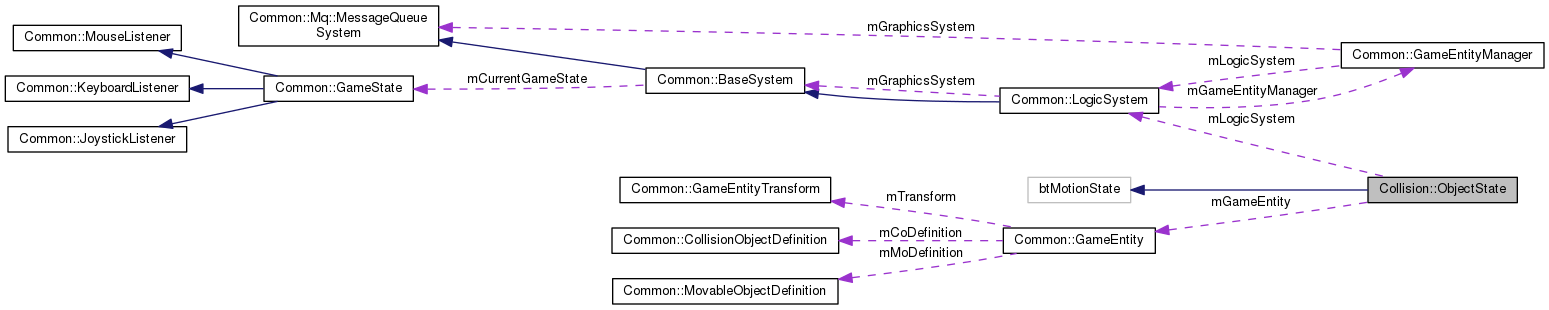 Common::Mq::MessageQueue
System
Common::MouseListener
mGraphicsSystem
Common::GameEntityManager
mLogicSystem
mCurrentGameState
Common::BaseSystem
mGraphicsSystem
Common::KeyboardListener
Common::GameState
mGameEntityManager
Common::LogicSystem
mLogicSystem
Common::JoystickListener
Common::GameEntityTransform
btMotionState
Collision::ObjectState
mTransform
mGameEntity
mCoDefinition
Common::CollisionObjectDefinition
Common::GameEntity
mMoDefinition
Common::MovableObjectDefinition